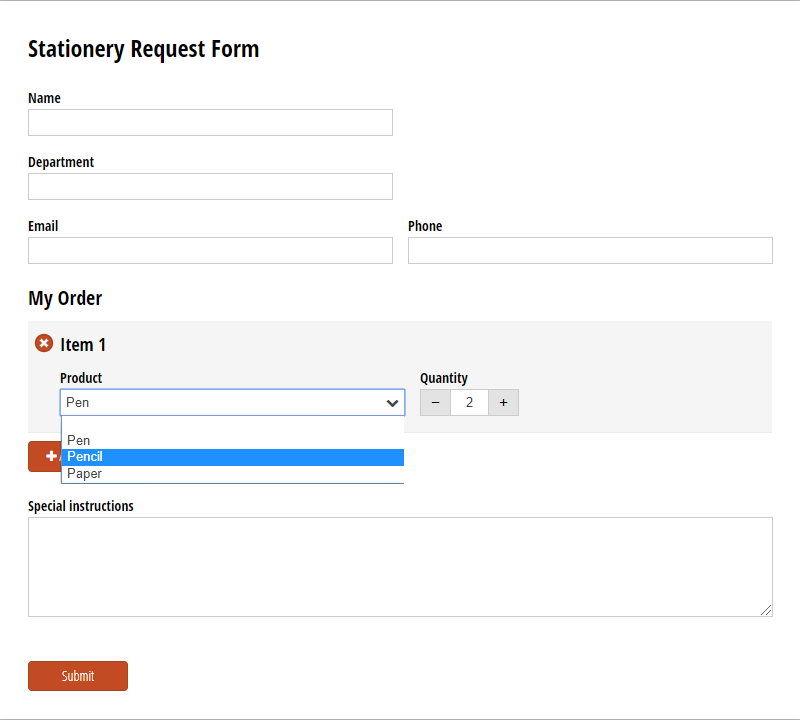 Stationery Request Form
Name
Department
Email Phone
My Order
Item 1
Product Quantity
Pen − 2 +
Pen
Pencil
Paper
Special instructions
Submit